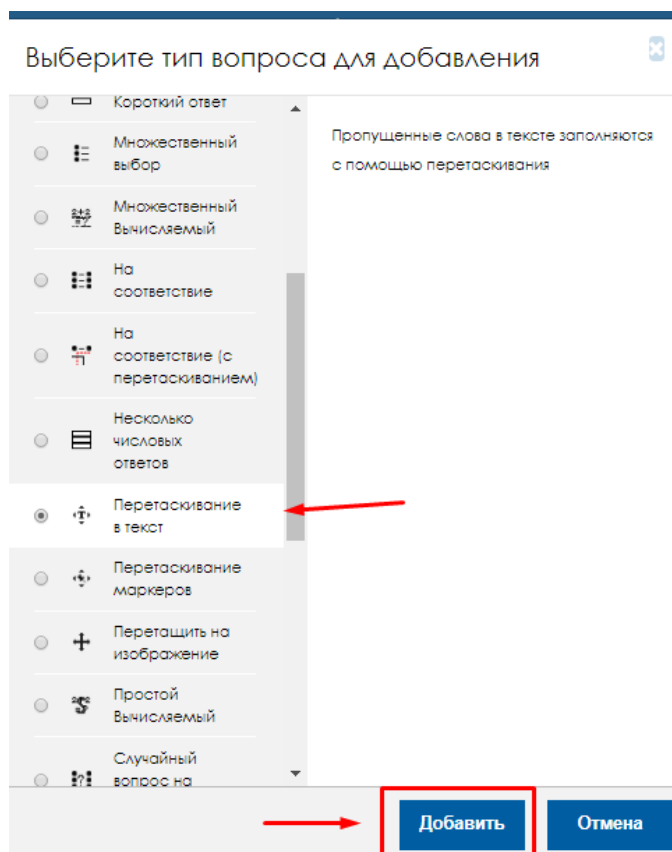 Выберите тип вопроса для добавления
Короткий ответ
Множественный
выбор
Множественный
Вычисляемый
На
соответствие
На
соответствие (с
перетаскиванием)
Несколько
числовых
ответов
Перетаскивание
в текст
Перетаскивание
маркеров
Перетащить на
изображение
Простой
Вычисляемый
Случайный
вопрос на
Пропущенные слова в тексте заполняются
с помощью перетаскивания
Добавить
Отмена